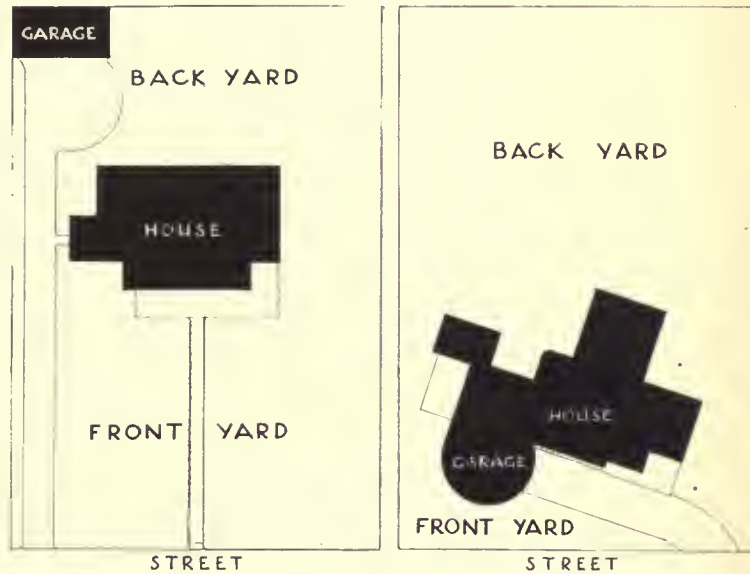 GARAGE
BACK YARD
HOUSE
FRONT YARD
STREET
BACK YARD
HOUSE
GARAGE
FRONT YARD
STREET